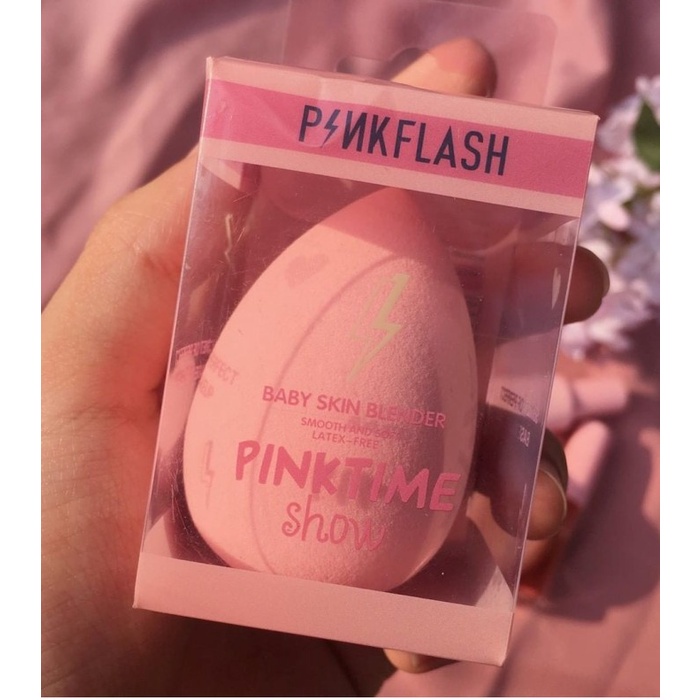 PINKFLASH
BABY SKIN BLENDER
SMOOTH AND SOFT
LATEX-FREE
PINKTIME
show